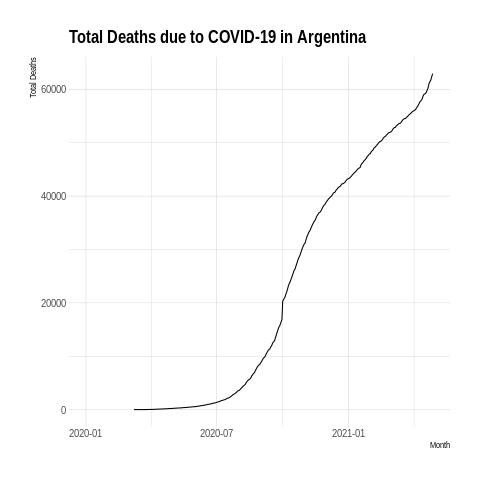 Total Deaths due to COVID-19 in Argentina
Total Deaths
60000
40000
20000
0
2020-01
2020-07
2021-01
Month